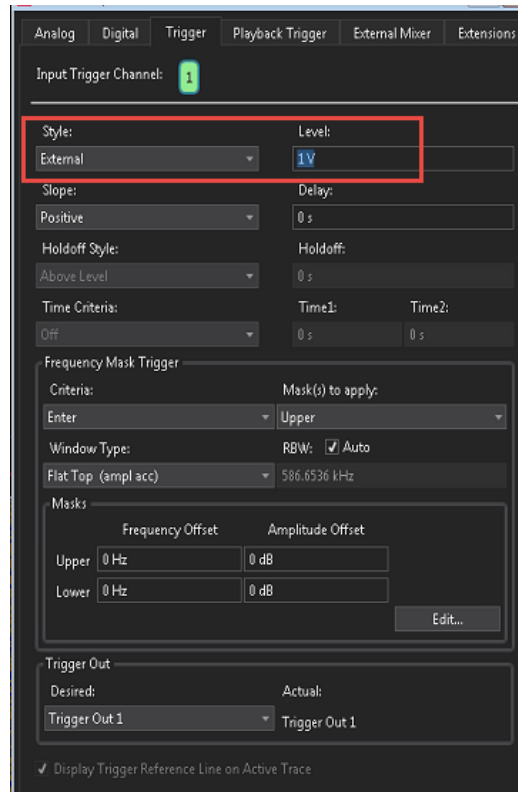 Analog Digital Trigger Playback Trigger External Mixer Extensions
Input Trigger Channel: 1
Style: Level:
External 1 V
Slope: Delay:
Positive 0 s
Holdoff Style: Holdoff:
Above Level 0 s
Time Criteria: Time1: Time2:
Off 0 s 0 s
Frequency Mask Trigger
Criteria: Mask(s) to apply:
Enter Upper
Window Type: RBW: Auto
Flat Top (ampl acc) 586.6536 kHz
Masks
Frequency Offset Amplitude Offset
Upper 0 Hz 0 dB
Lower 0 Hz 0 dB
Edit...
Trigger Out
Desired: Actual:
Trigger Out 1 Trigger Out 1
Display Trigger Reference Line on Active Trace